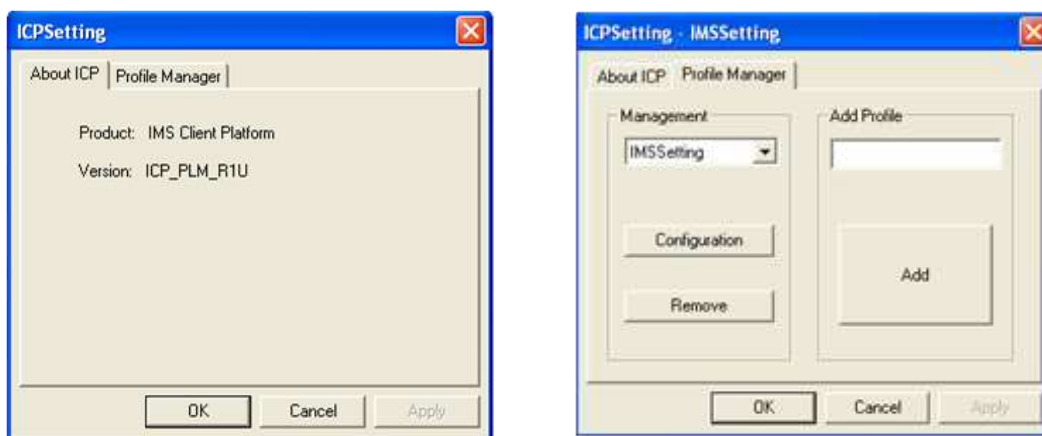 ICPSetting
About ICP
Profile Manager
Product: IMS Client Platform
Version: ICP_PLM_R1U
OK
Cancel
Apply
ICPSetting - IMSSetting
About ICP
Profile Manager
Management
IMSSetting
Configuration
Remove
Add Profile
Add
OK
Cancel
Apply